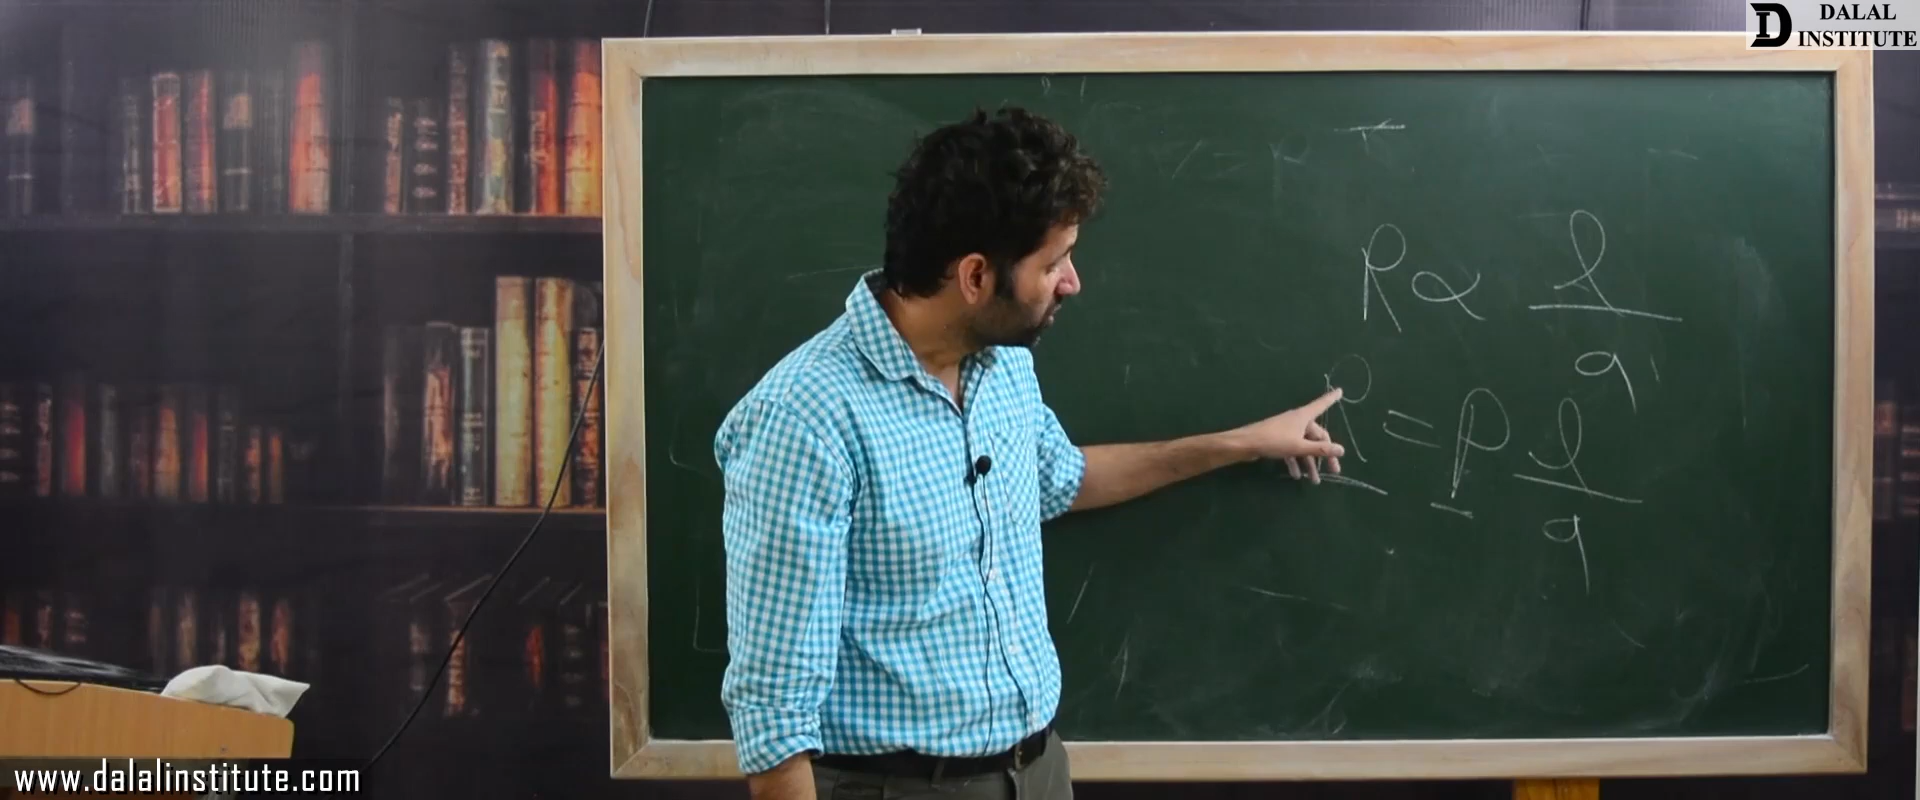 DALAL
INSTITUTE
R ∝ l/a
R = ρ l/a
www.dalalinstitute.com